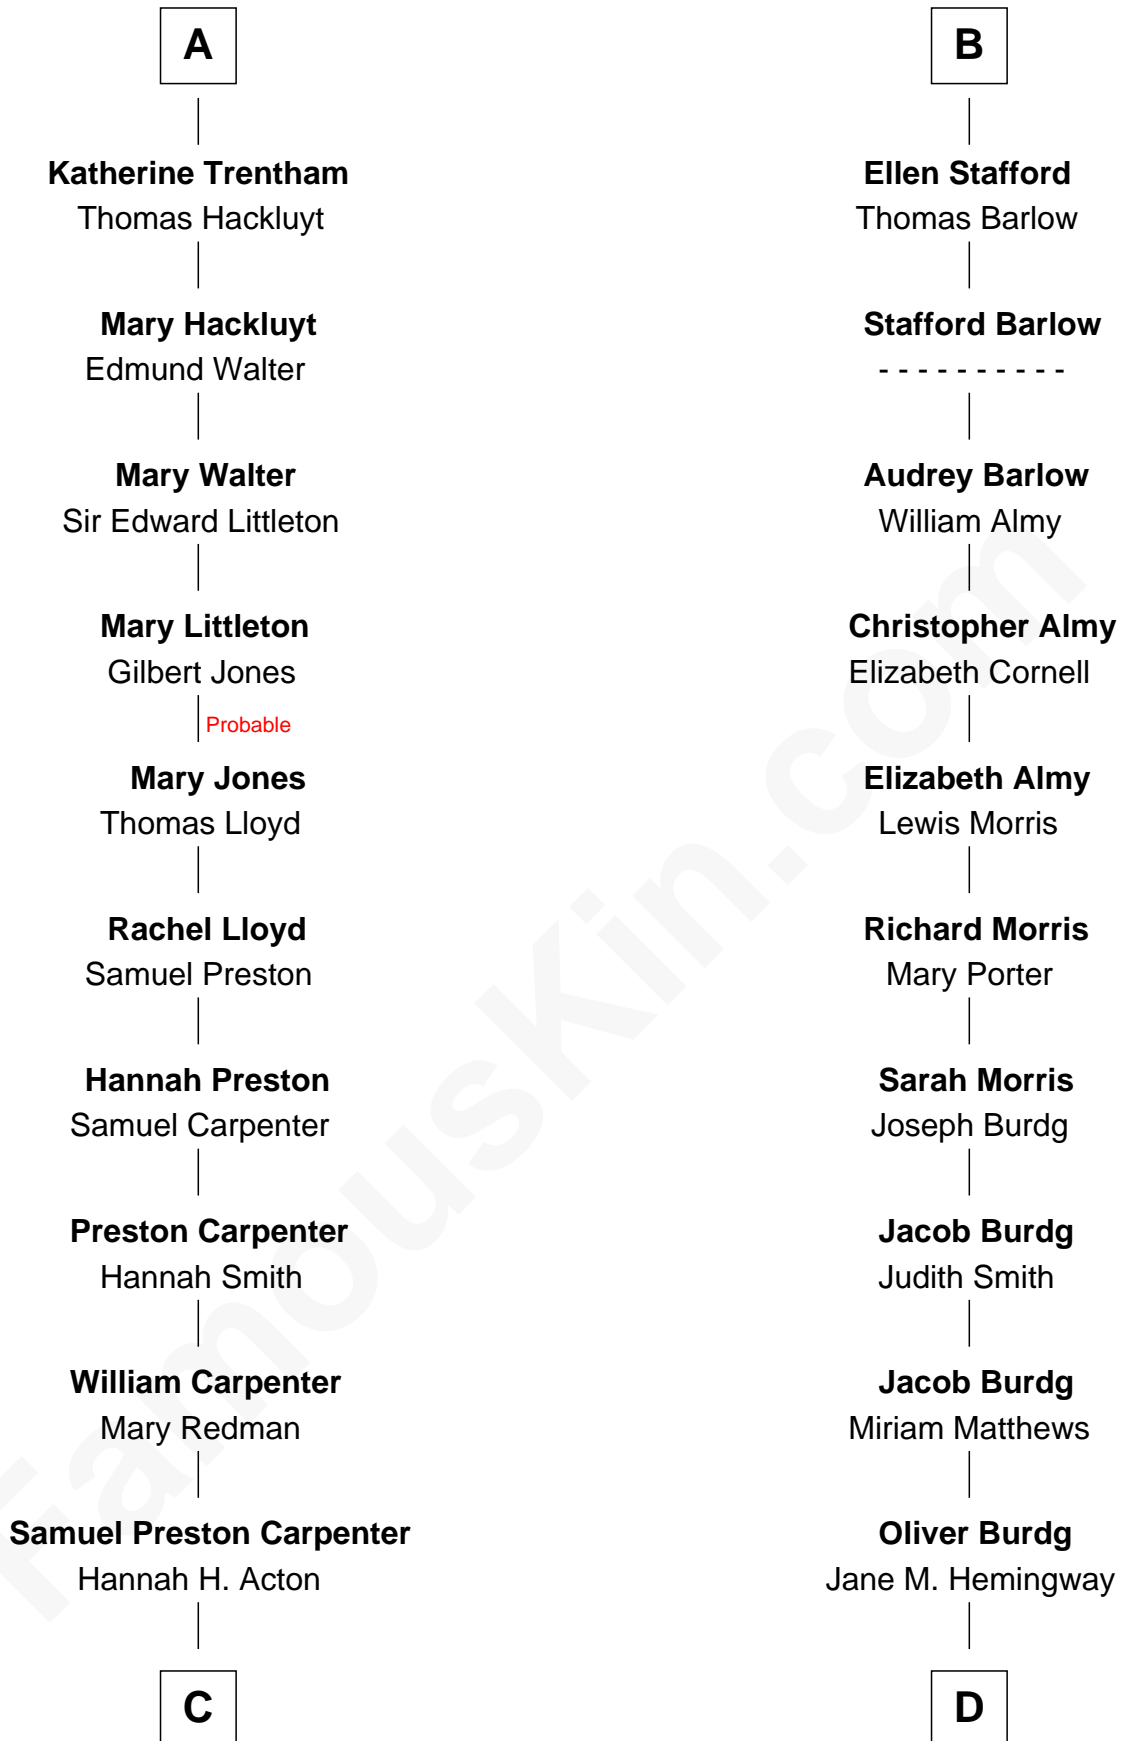 A
Katherine Trentham
Thomas Hackluyt
Mary Hackluyt
Edmund Walter
Mary Walter
Sir Edward Littleton
Mary Littleton
Gilbert Jones
Probable
Mary Jones
Thomas Lloyd
Rachel Lloyd
Samuel Preston
Hannah Preston
Samuel Carpenter
Preston Carpenter
Hannah Smith
William Carpenter
Mary Redman
Samuel Preston Carpenter
Hannah H. Acton
C
B
Ellen Stafford
Thomas Barlow
Stafford Barlow
- - - - - - - - - -
Audrey Barlow
William Almy
Christopher Almy
Elizabeth Cornell
Elizabeth Almy
Lewis Morris
Richard Morris
Mary Porter
Sarah Morris
Joseph Burdg
Jacob Burdg
Judith Smith
Jacob Burdg
Miriam Matthews
Oliver Burdg
Jane M. Hemingway
D
FamousKin.com